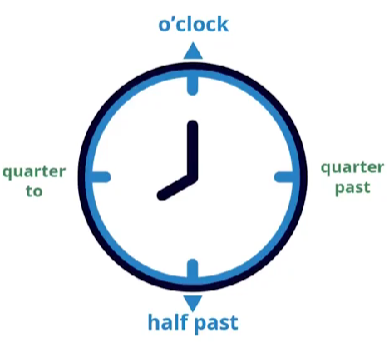 o’clock
quarter
to
quarter
past
half past